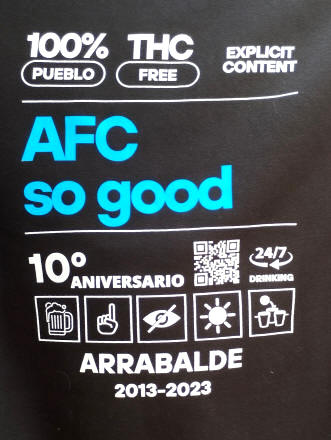 100% THC EXPLICIT
PUEBLO FREE CONTENT
AFC
so good
10º ANIVERSARIO 24/7
DRINKING
ARRABALDE
2013-2023